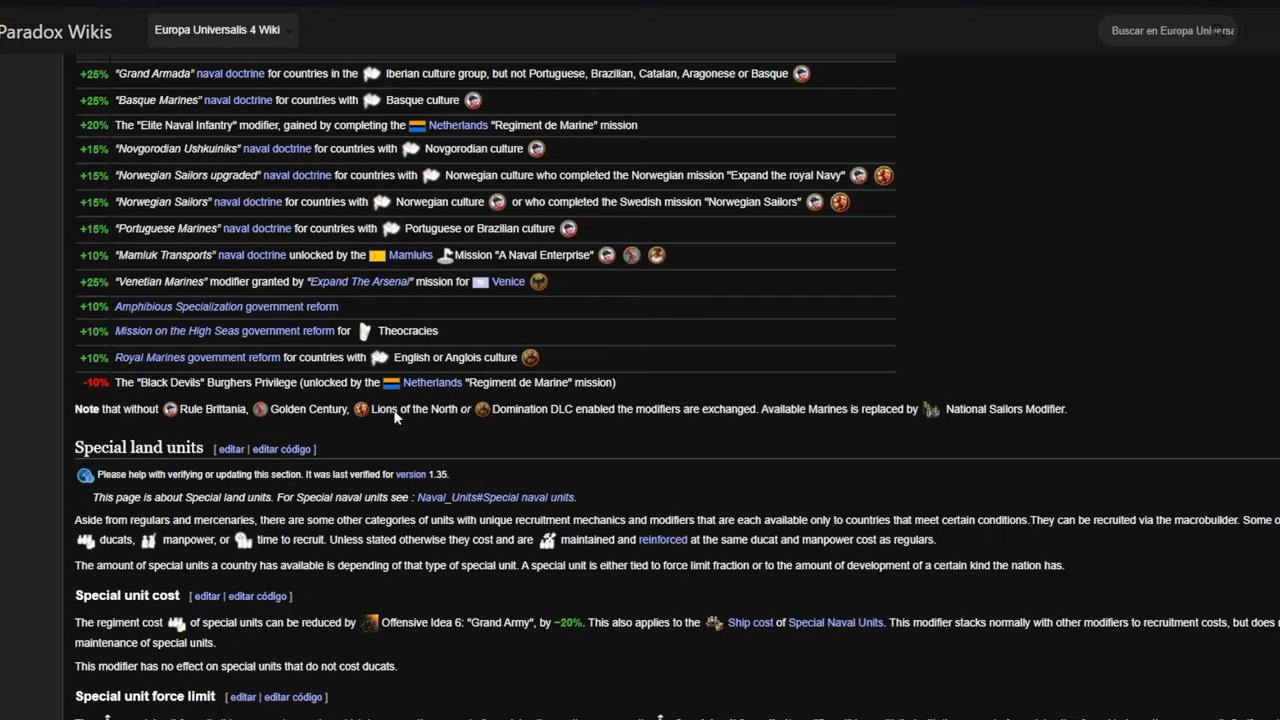 Paradox Wikis
Europa Universalis 4 Wiki
Buscar en Europa Universa
+25% "Grand Armada" naval doctrine for countries in the Iberian culture group, but not Portuguese, Brazilian, Catalan, Aragonese or Basque
+25% "Basque Marines" naval doctrine for countries with Basque culture
+20% The "Elite Naval Infantry" modifier, gained by completing the Netherlands "Regiment de Marine" mission
+15% "Novgorodian Ushkuiniks" naval doctrine for countries with Novgorodian culture
+15% "Norwegian Sailors upgraded" naval doctrine for countries with Norwegian culture who completed the Norwegian mission "Expand the royal Navy"
+15% "Norwegian Sailors" naval doctrine for countries with Norwegian culture or who completed the Swedish mission "Norwegian Sailors"
+15% "Portuguese Marines" naval doctrine for countries with Portuguese or Brazilian culture
+10% "Mamluk Transports" naval doctrine unlocked by the Mamluks Mission "A Naval Enterprise"
+25% "Venetian Marines" modifier granted by "Expand The Arsenal" mission for Venice
+10% Amphibious Specialization government reform
+10% Mission on the High Seas government reform for Theocracies
+10% Royal Marines government reform for countries with English or Anglois culture
-10% The "Black Devils" Burghers Privilege (unlocked by the Netherlands "Regiment de Marine" mission)
Note that without Rule Brittania, Golden Century, Lions of the North or Domination DLC enabled the modifiers are exchanged. Available Marines is replaced by National Sailors Modifier.
Special land units [ editar | editar código ]
Please help with verifying or updating this section. It was last verified for version 1.35.
This page is about Special land units. For Special naval units see : Naval_Units#Special naval units.
Aside from regulars and mercenaries, there are some other categories of units with unique recruitment mechanics and modifiers that are each available only to countries that meet certain conditions.They can be recruited via the macrobuilder. Some
ducats, manpower, or time to recruit. Unless stated otherwise they cost and are maintained and reinforced at the same ducat and manpower cost as regulars.
The amount of special units a country has available is depending of that type of special unit. A special unit is either tied to force limit fraction or to the amount of development of a certain kind the nation has.
Special unit cost [ editar | editar código ]
The regiment cost of special units can be reduced by Offensive Idea 6: "Grand Army", by −20%. This also applies to the Ship cost of Special Naval Units. This modifier stacks normally with other modifiers to recruitment costs, but does
maintenance of special units.
This modifier has no effect on special units that do not cost ducats.
Special unit force limit [ editar | editar código ]